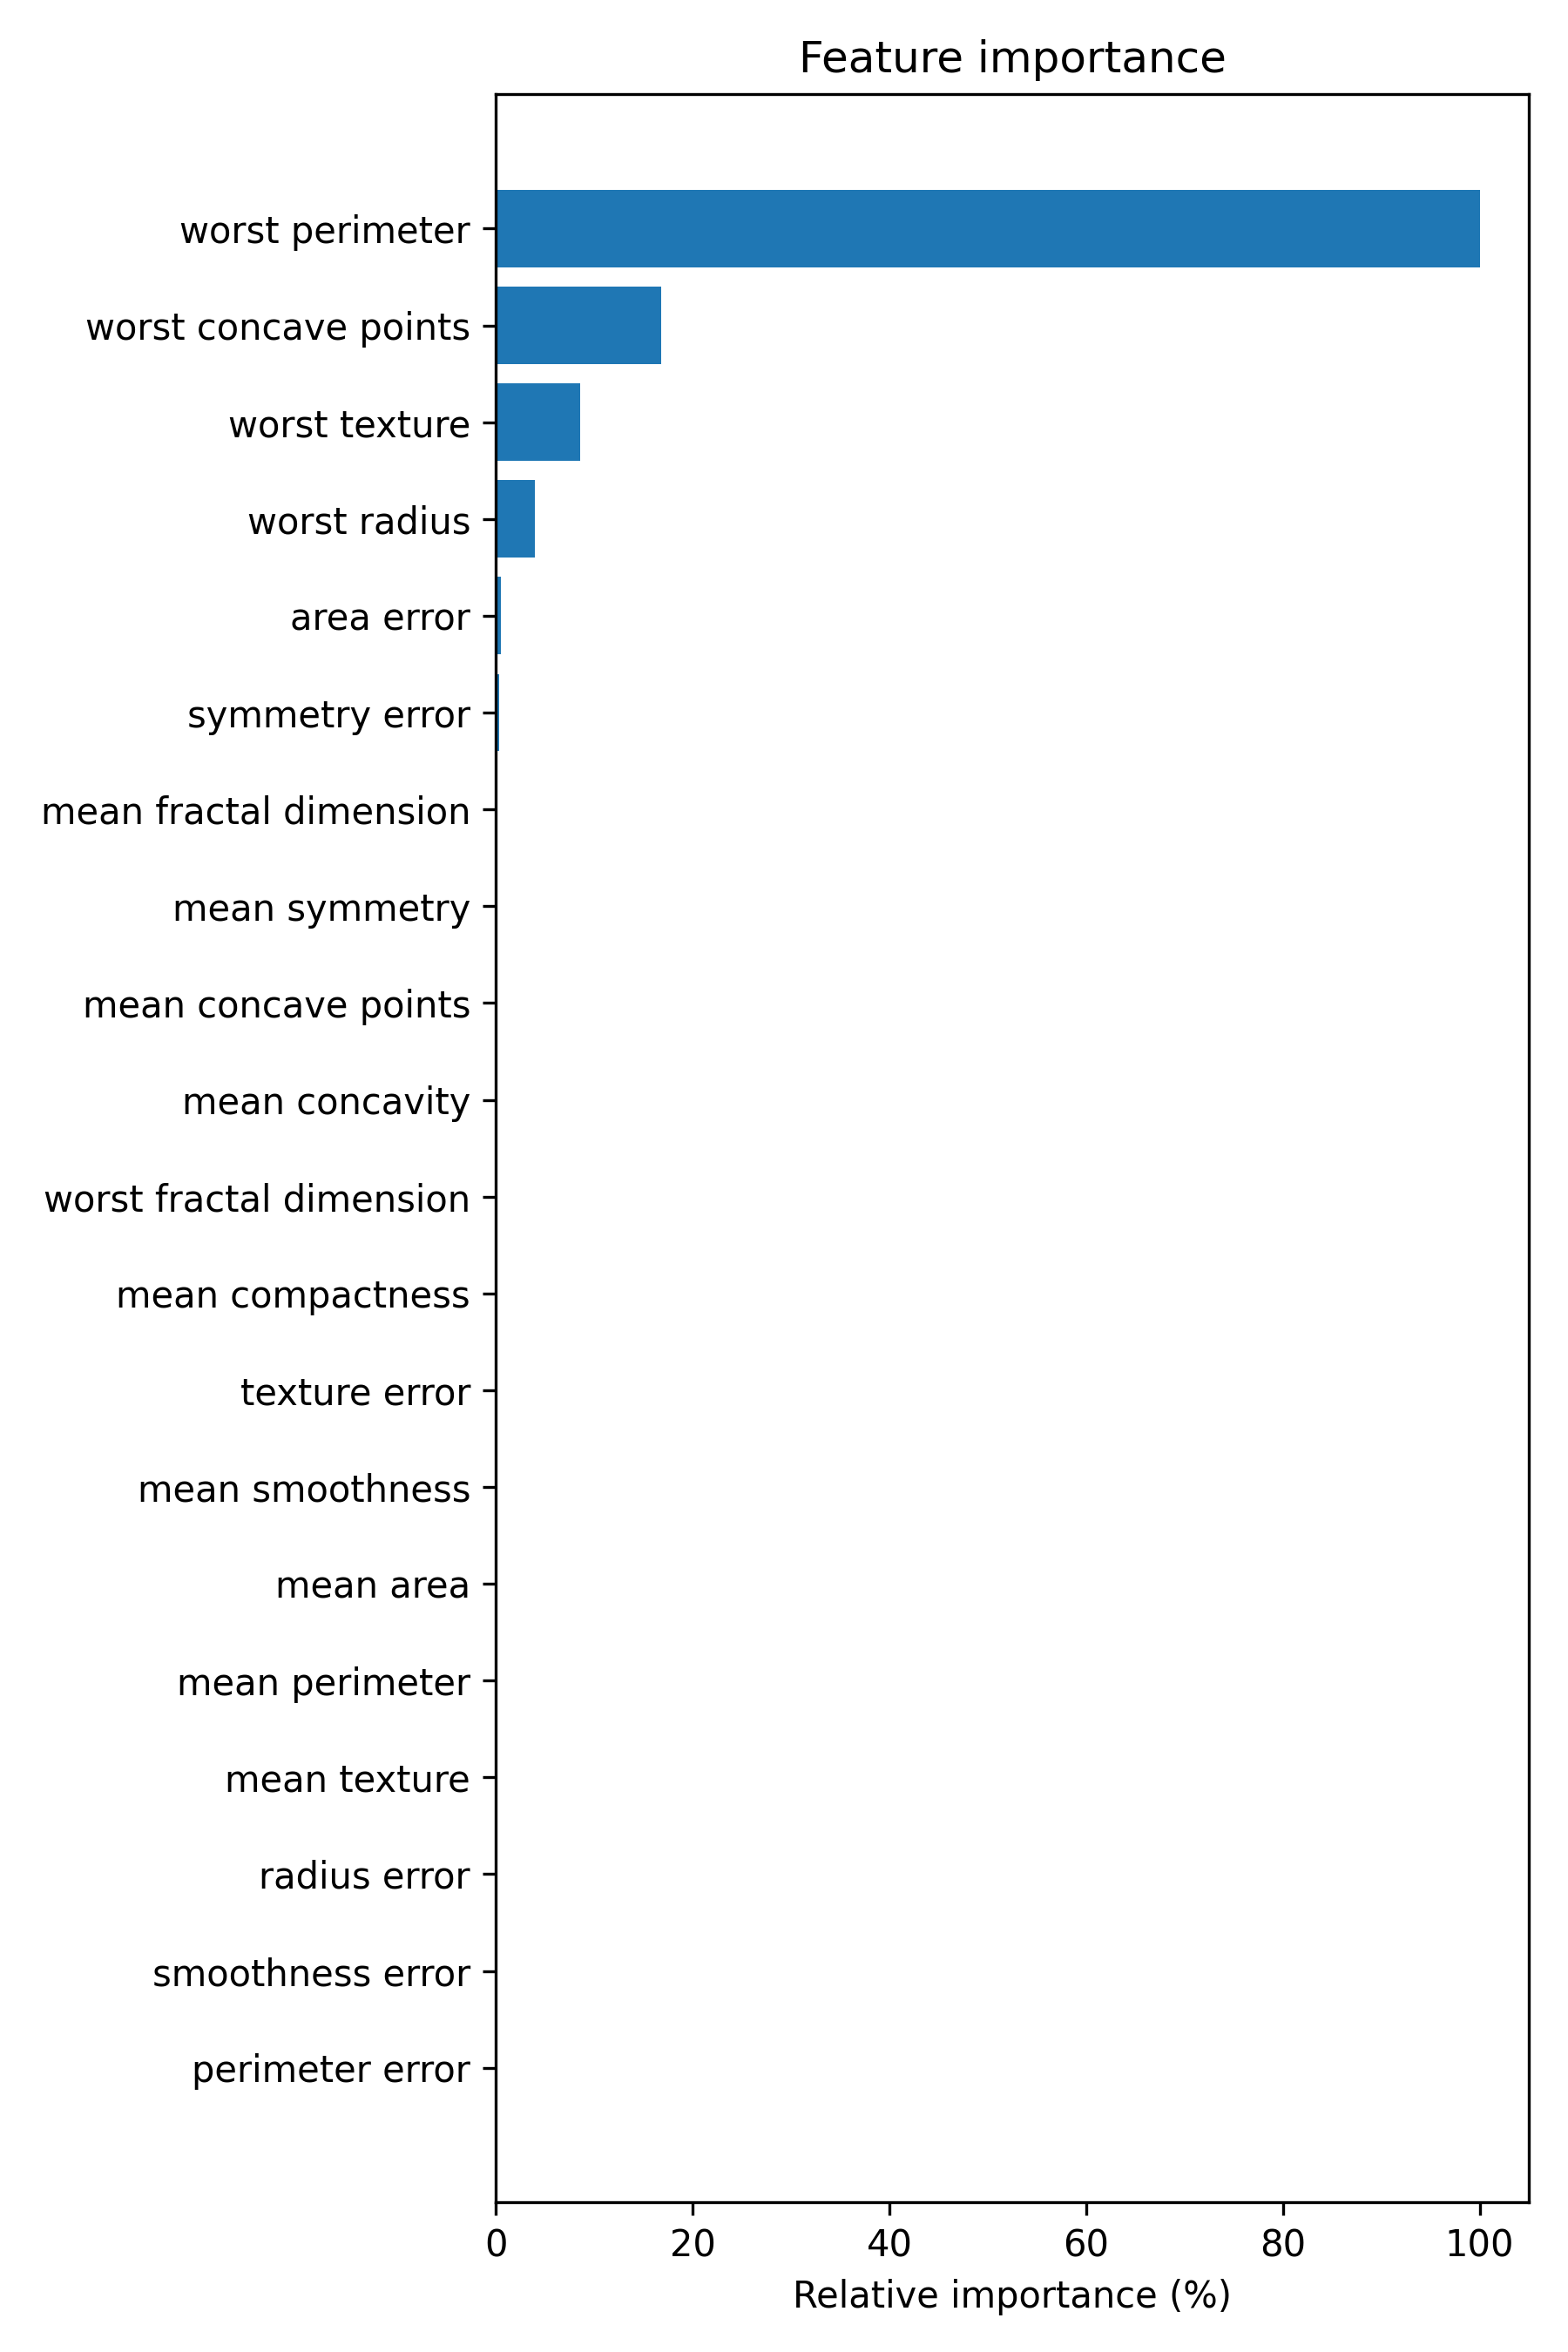 Feature importance
worst perimeter
worst concave points
worst texture
worst radius
area error
symmetry error
mean fractal dimension
mean symmetry
mean concave points
mean concavity
worst fractal dimension
mean compactness
texture error
mean smoothness
mean area
mean perimeter
mean texture
radius error
smoothness error
perimeter error
0 20 40 60 80 100
Relative importance (%)